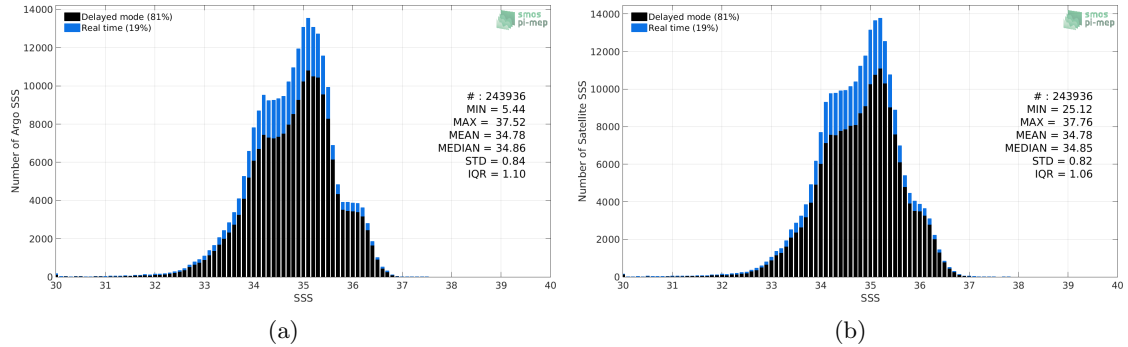 Delayed mode (81%)
Real time (19%)
smos
pi-mep
14000
12000
10000
8000
6000
4000
2000
0
Number of Argo SSS
# : 243936
MIN = 5.44
MAX = 37.52
MEAN = 34.78
MEDIAN = 34.86
STD = 0.84
IQR = 1.10
30 31 32 33 34 35 36 37 38 39 40
SSS
(a)
Delayed mode (81%)
Real time (19%)
smos
pi-mep
14000
12000
10000
8000
6000
4000
2000
0
Number of Satellite SSS
# : 243936
MIN = 25.12
MAX = 37.76
MEAN = 34.78
MEDIAN = 34.85
STD = 0.82
IQR = 1.06
30 31 32 33 34 35 36 37 38 39 40
SSS
(b)